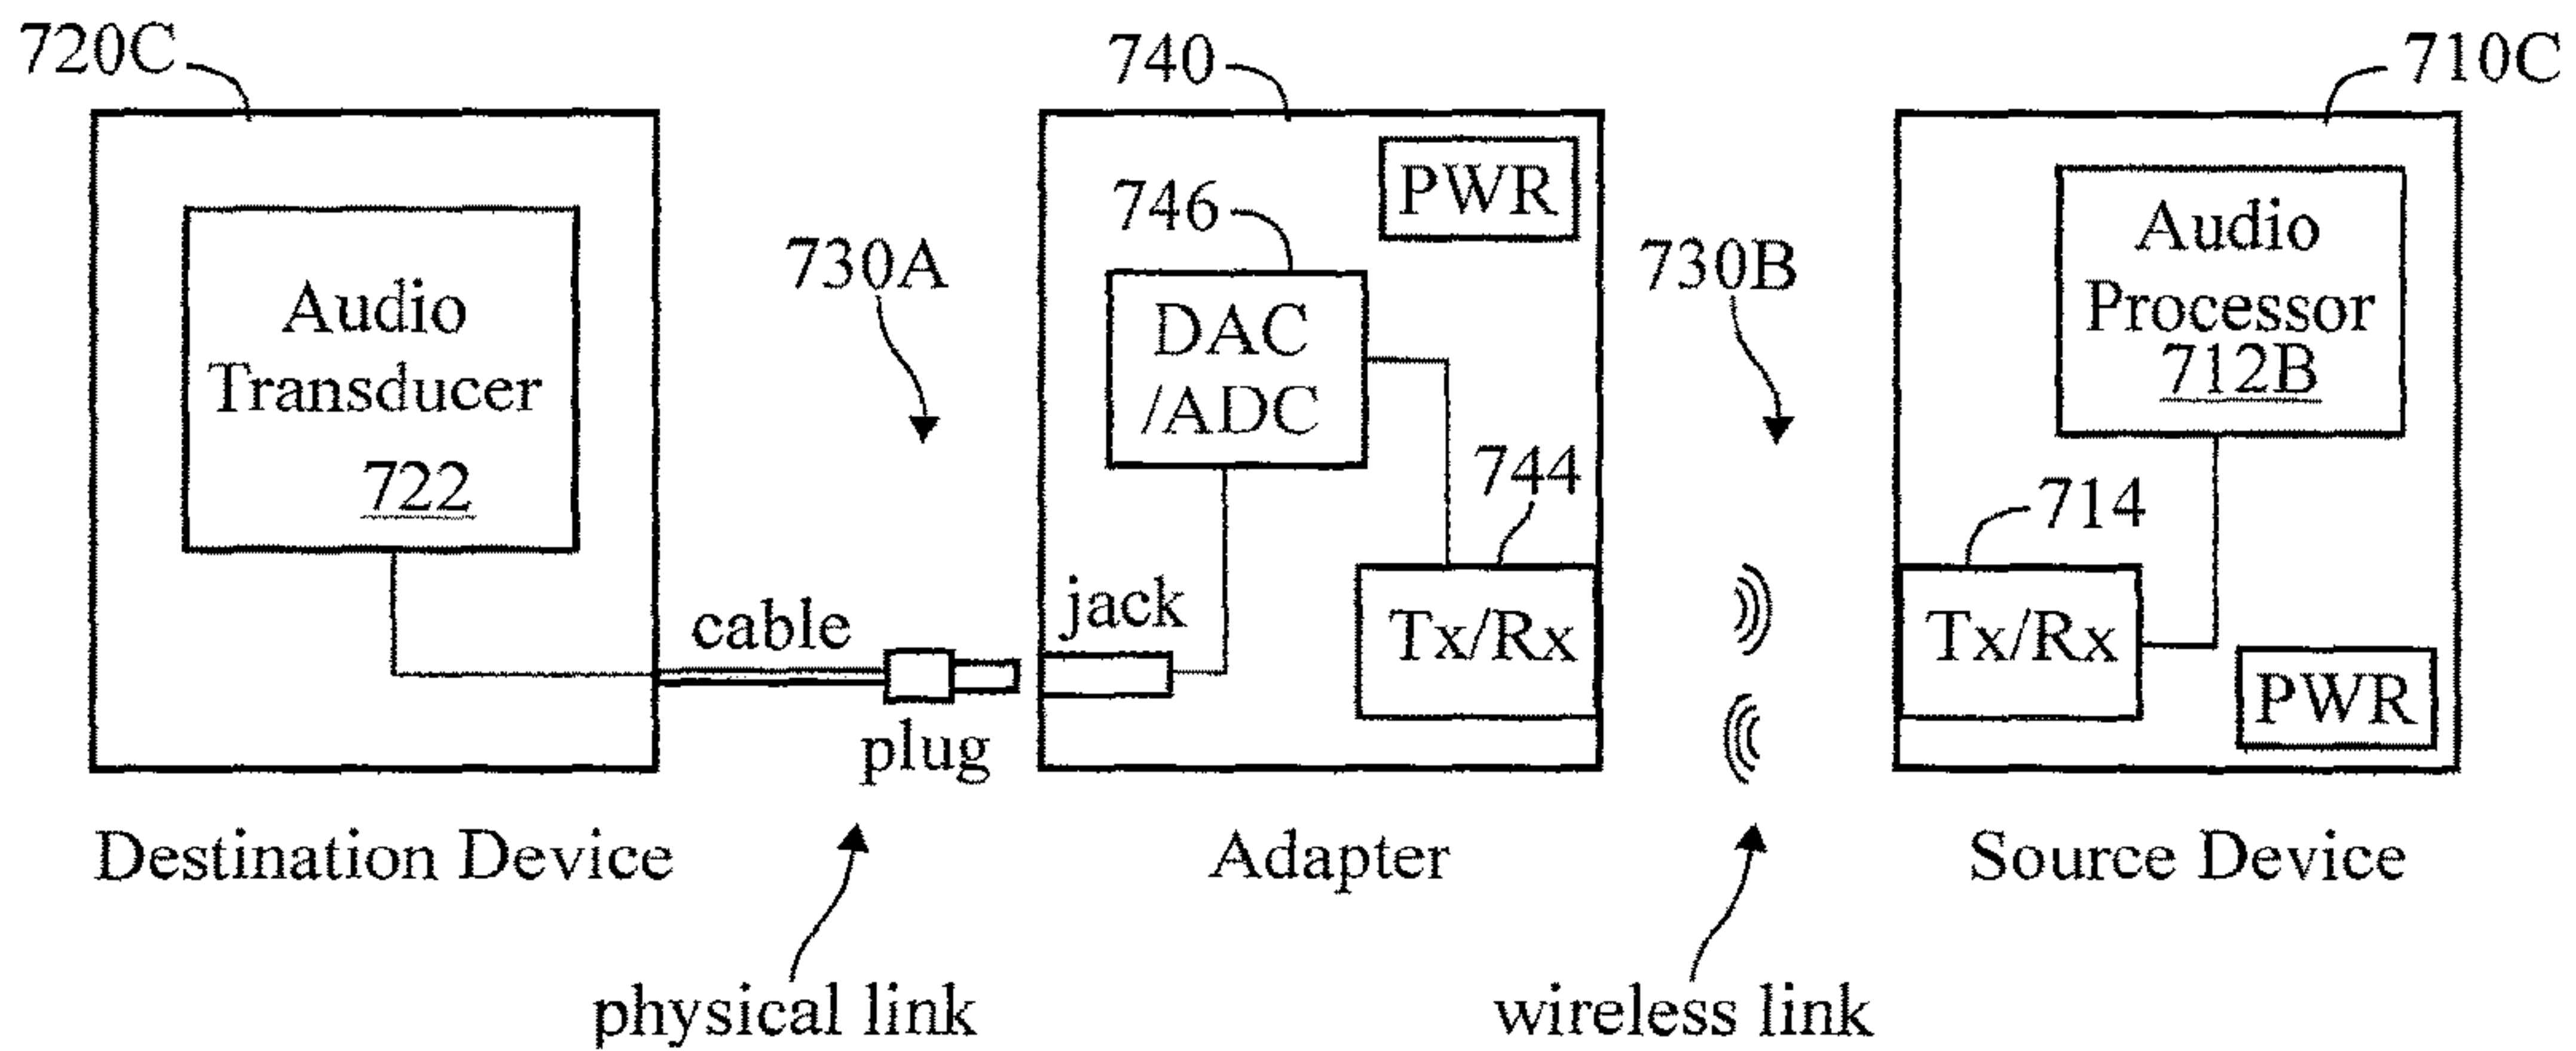 720C
740
710C
PWR
746
Audio
Processor
712B
730A
730B
Audio
Transducer
722
DAC
/ADC
744
714
cable
jack
Tx/Rx
Tx/Rx
PWR
plug
Destination Device
Adapter
Source Device
physical link
wireless link